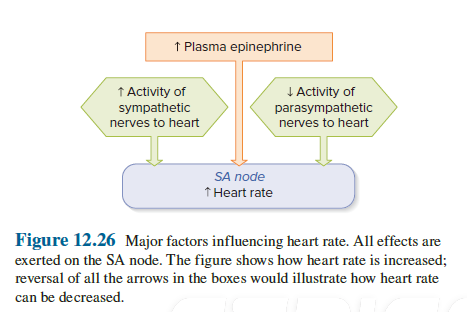 ↑ Plasma epinephrine
↑ Activity of
sympathetic
nerves to heart
↓ Activity of
parasympathetic
nerves to heart
SA node
↑ Heart rate
Figure 12.26 Major factors influencing heart rate. All effects are
exerted on the SA node. The figure shows how heart rate is increased;
reversal of all the arrows in the boxes would illustrate how heart rate
can be decreased.